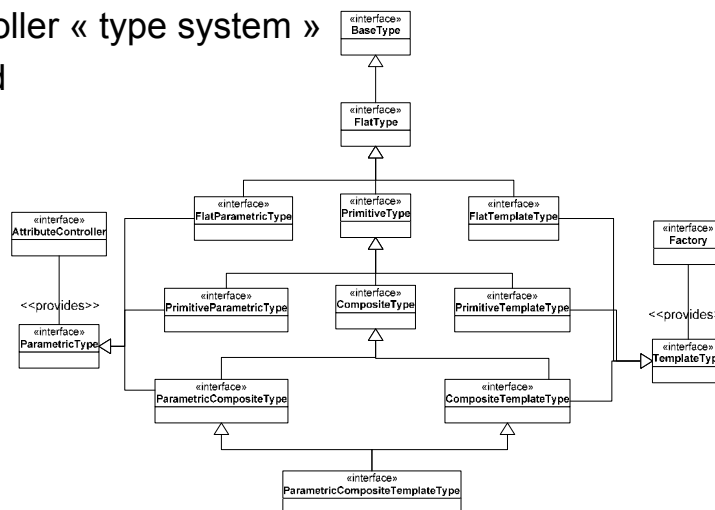 oller « type system »
d
«interface»
BaseType
«interface»
FlatType
«interface»
FlatParametricType
«interface»
PrimitiveType
«interface»
FlatTemplateType
«interface»
AttributeController
«interface»
Factory
<<provides>>
«interface»
PrimitiveParametricType
«interface»
CompositeType
«interface»
PrimitiveTemplateType
<<provides>
«interface»
ParametricType
«interface»
TemplateTyp
«interface»
ParametricCompositeType
«interface»
CompositeTemplateType
«interface»
ParametricCompositeTemplateType